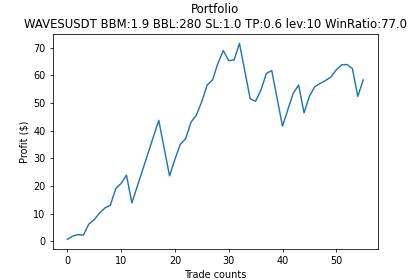 Portfolio
WAVESUSDT BBM:1.9 BBL:280 SL:1.0 TP:0.6 lev:10 WinRatio:77.0
70
60
50
40
30
20
10
0
Profit ($)
0 10 20 30 40 50
Trade counts